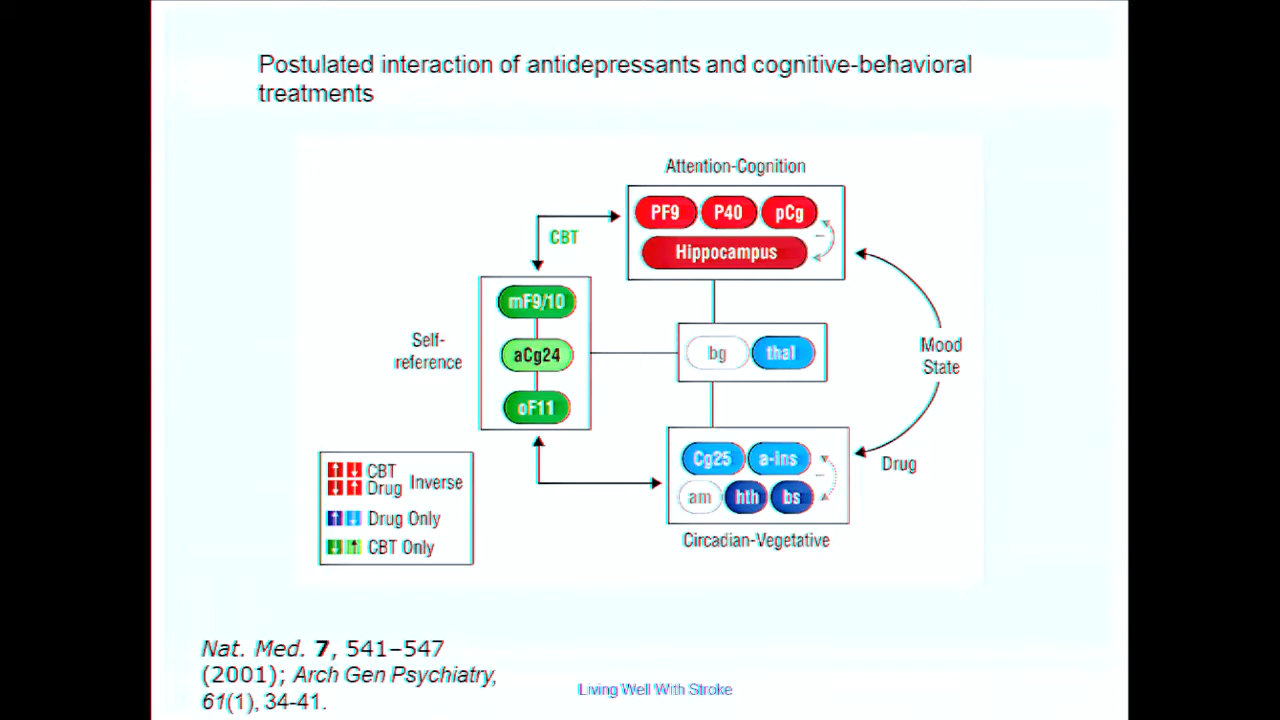 Postulated interaction of antidepressants and cognitive-behavioral
treatments
Attention-Cognition
PF9 P40 pCg
Hippocampus
CBT
mF9/10
aCg24
oF11
Self-
reference
bg thal
Mood
State
Cg25 a-ins
am hth bs
Drug
Circadian-Vegetative
CBT
Drug Inverse
Drug Only
CBT Only
Nat. Med. 7, 541–547
(2001); Arch Gen Psychiatry,
61(1), 34-41.
Living Well With Stroke